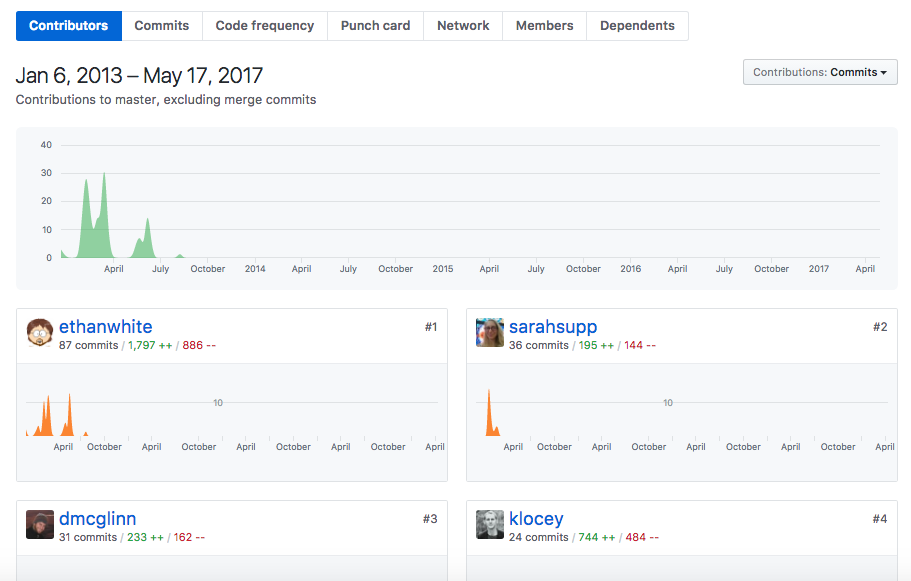 Contributors Commits Code frequency Punch card Network Members Dependents
Jan 6, 2013 – May 17, 2017
Contributions: Commits
Contributions to master, excluding merge commits
40
30
20
10
0
April July October 2014 April July October 2015 April July October 2016 April July October 2017 April
ethanwhite #1
87 commits / 1,797 ++ / 886 --
10
April October April October April October April October April
sarahsupp #2
36 commits / 195 ++ / 144 --
10
April October April October April October April October April
dmcglinn #3
31 commits / 233 ++ / 162 --
klocey #4
24 commits / 744 ++ / 484 --